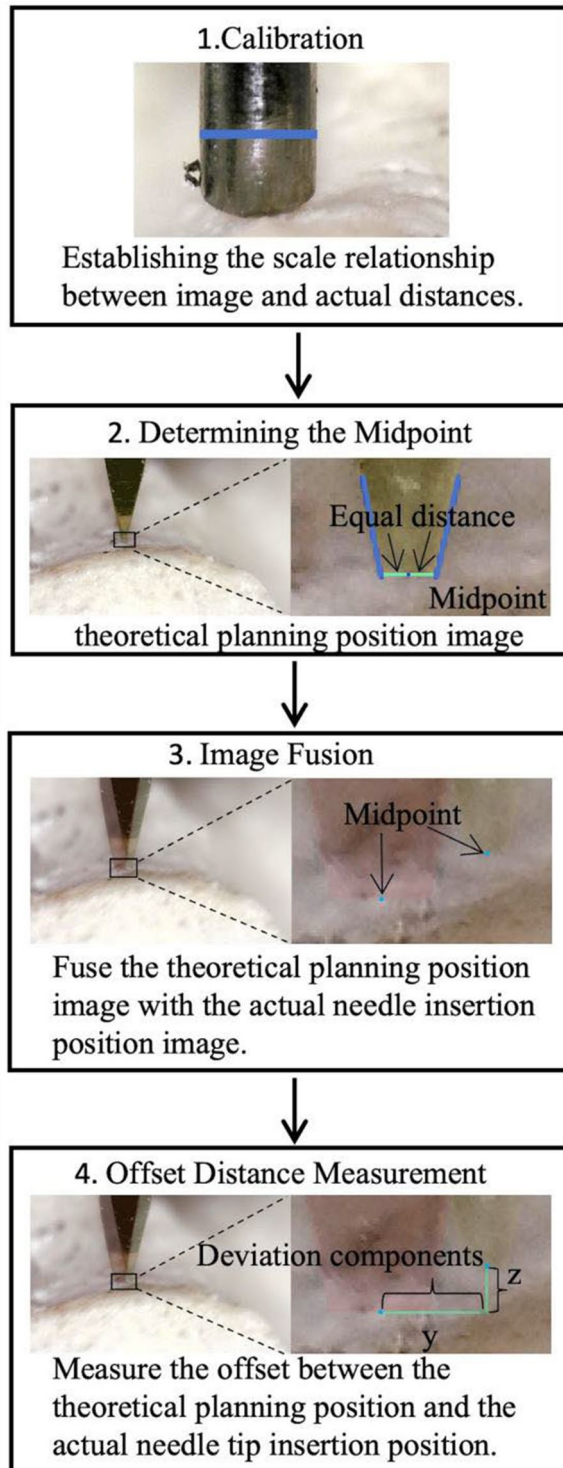 1.Calibration
Establishing the scale relationship
between image and actual distances.
2. Determining the Midpoint
Equal distance
Midpoint
theoretical planning position image
3. Image Fusion
Midpoint
Fuse the theoretical planning position
image with the actual needle insertion
position image.
4. Offset Distance Measurement
Deviation components
z
y
Measure the offset between the
theoretical planning position and the
actual needle tip insertion position.